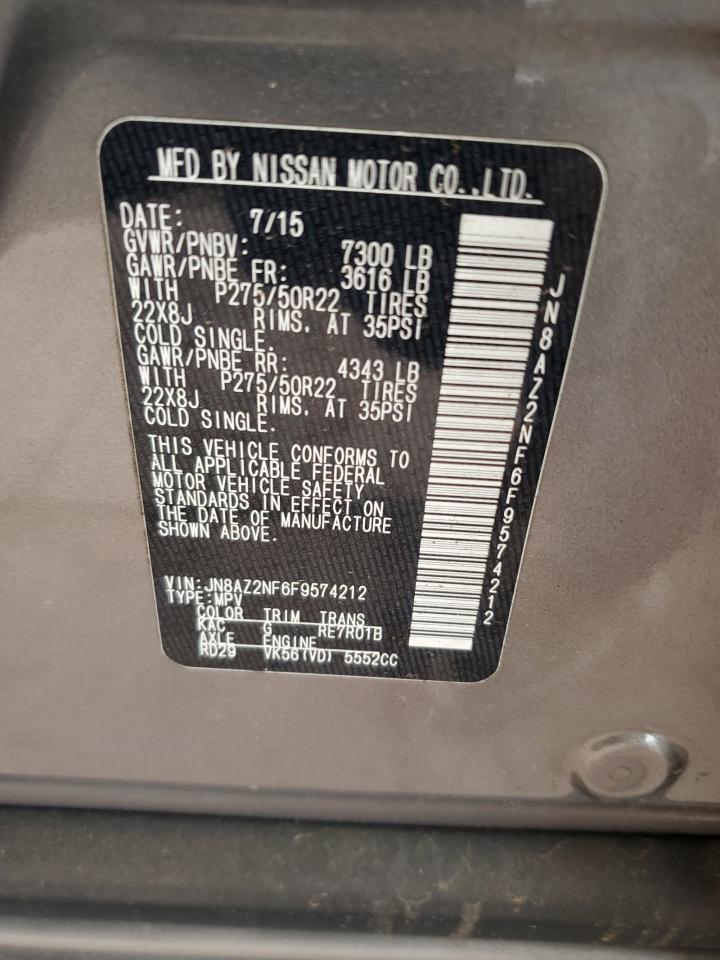 MFD BY NISSAN MOTOR CO.,LTD.
DATE: 7/15
GVWR/PNBV: 7300 LB
GAWR/PNBE FR: 3616 LB
WITH P275/50R22 TIRES
22X8J RIMS. AT 35PSI
COLD SINGLE.
GAWR/PNBE RR: 4343 LB
WITH P275/50R22 TIRES
22X8J RIMS. AT 35PSI
COLD SINGLE.
THIS VEHICLE CONFORMS TO
ALL APPLICABLE FEDERAL
MOTOR VEHICLE SAFETY
STANDARDS IN EFFECT ON
THE DATE OF MANUFACTURE
SHOWN ABOVE.
VIN:JN8AZ2NF6F9574212
TYPE:MPV
COLOR TRIM TRANS
KAC G RE7R01B
AXLE ENGINE
RD29 VK56(VD) 5552CC
JN8AZ2NF6F9574212